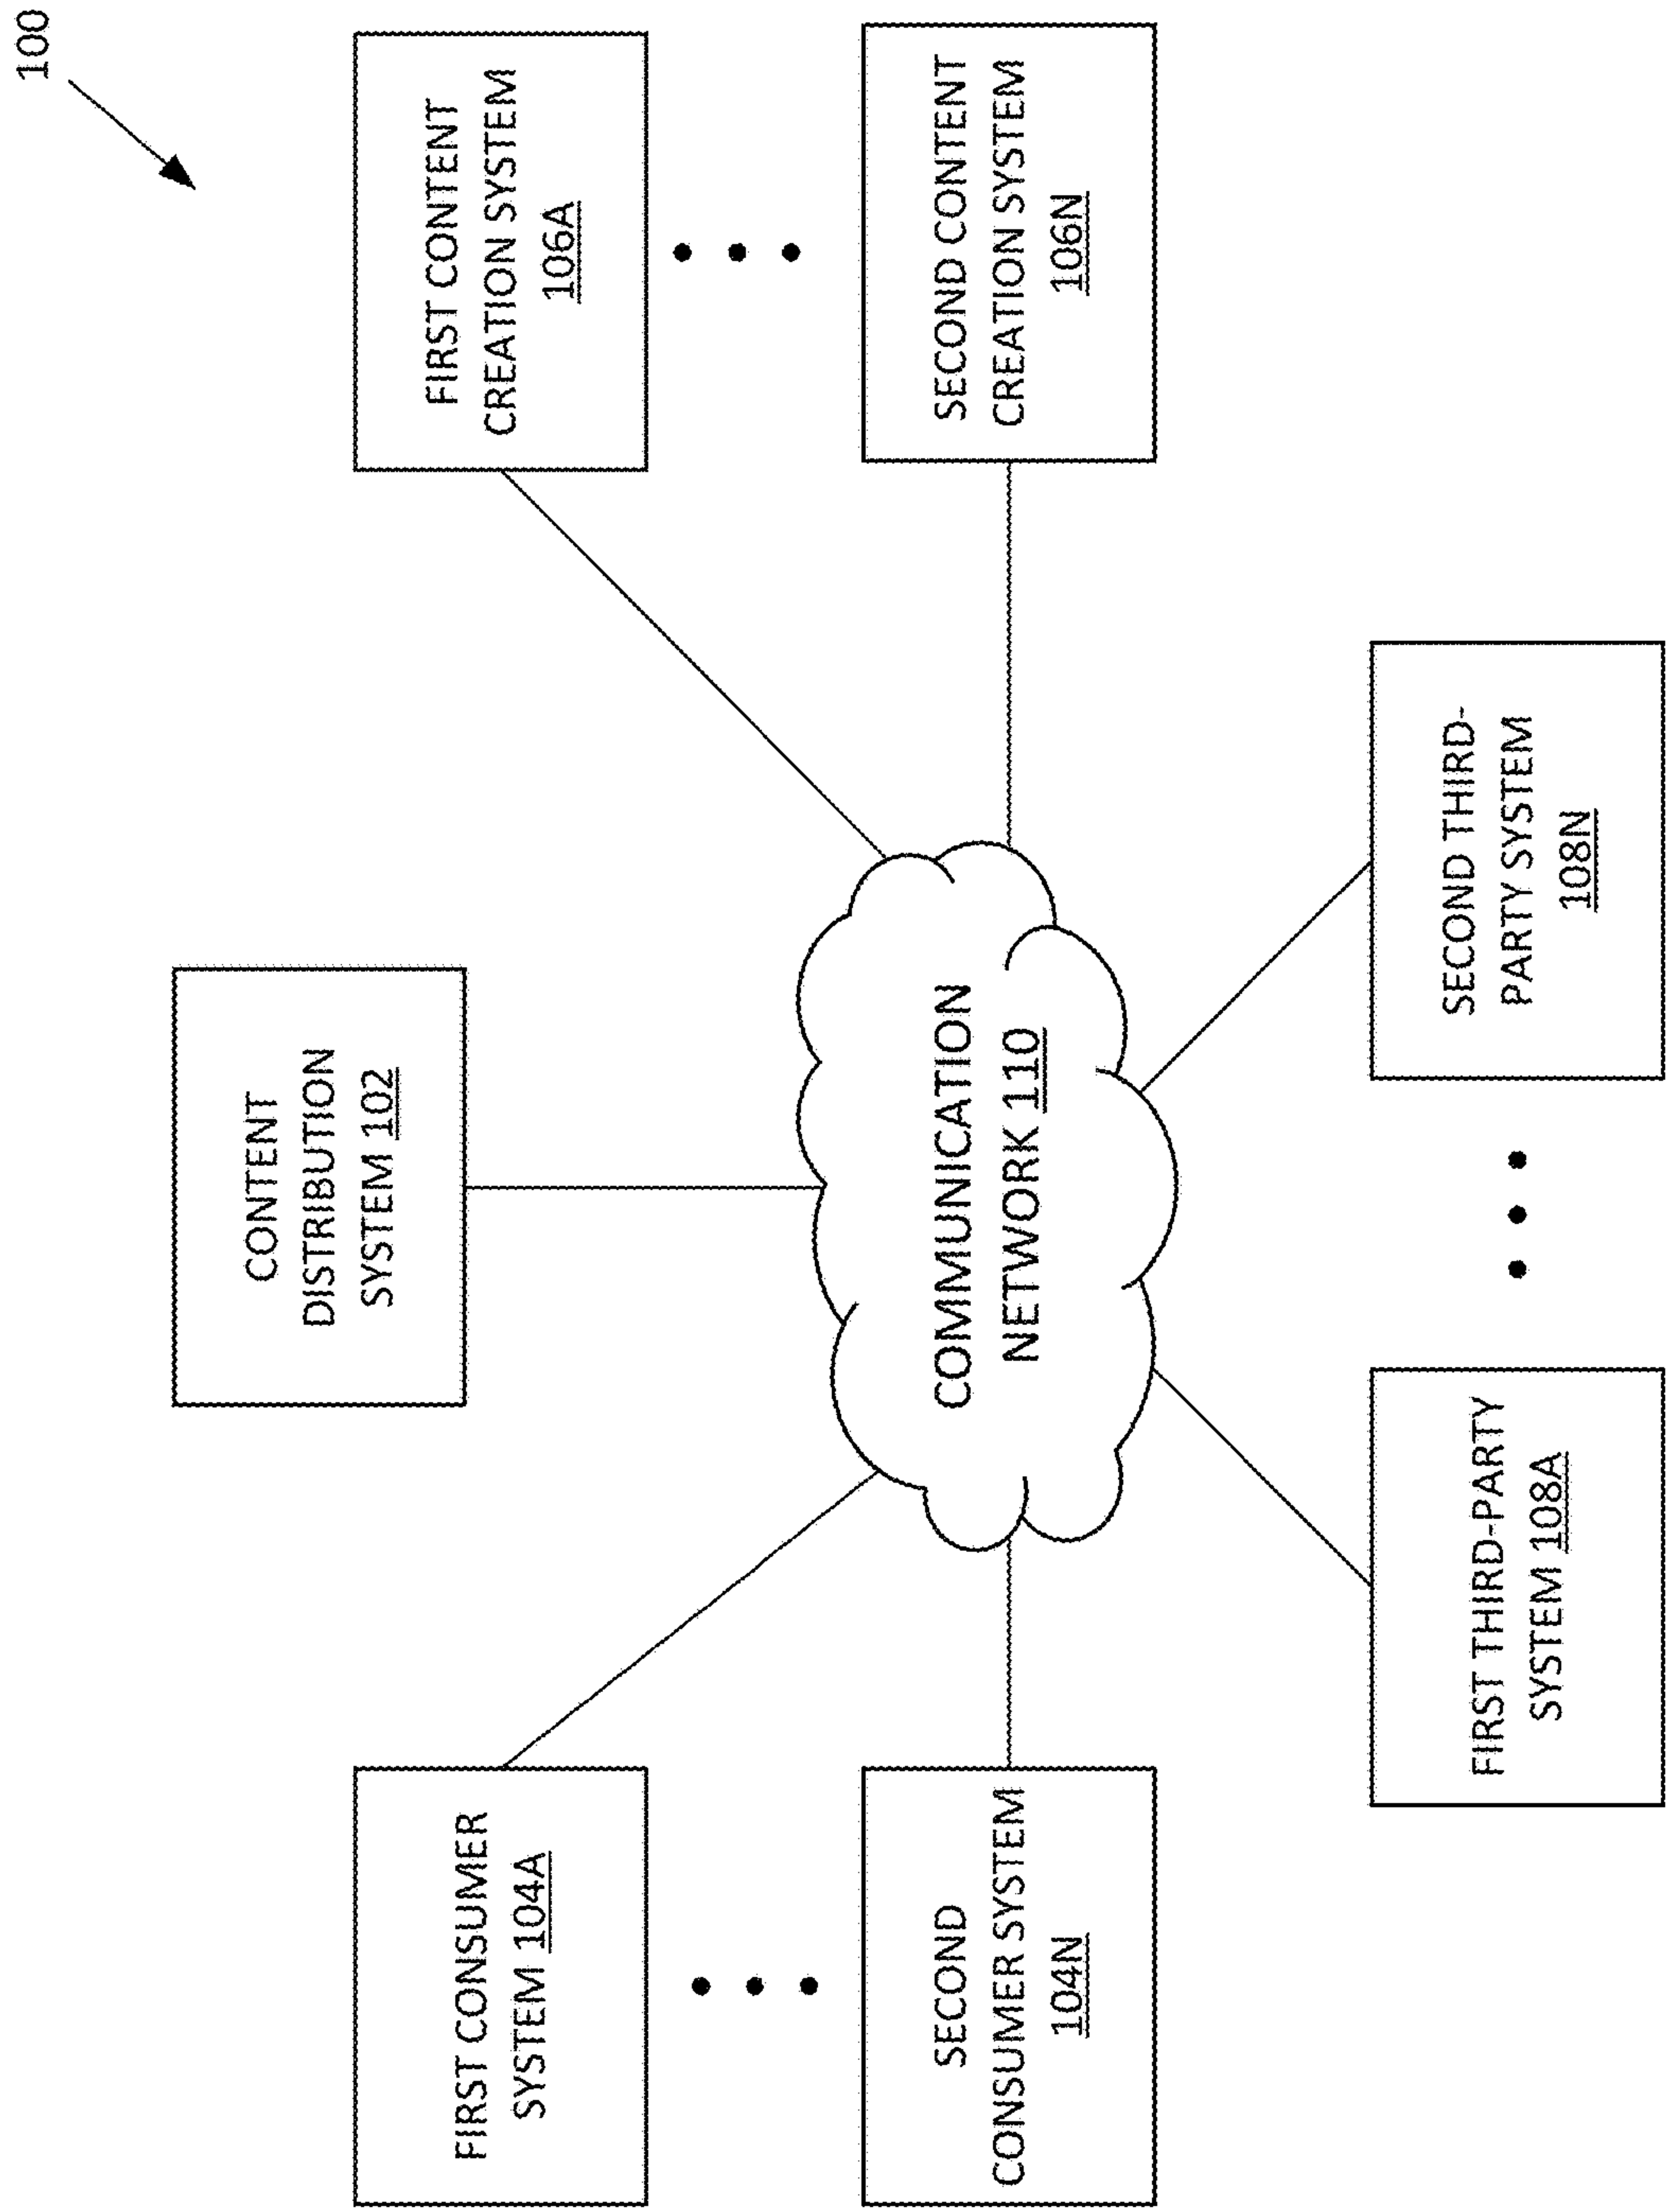 100
CONTENT
DISTRIBUTION
SYSTEM 102
FIRST CONSUMER
SYSTEM 104A
FIRST CONTENT
CREATION SYSTEM
106A
COMMUNICATION
NETWORK 110
SECOND
CONSUMER SYSTEM
104N
SECOND CONTENT
CREATION SYSTEM
106N
FIRST THIRD-PARTY
SYSTEM 108A
SECOND THIRD-
PARTY SYSTEM
108N